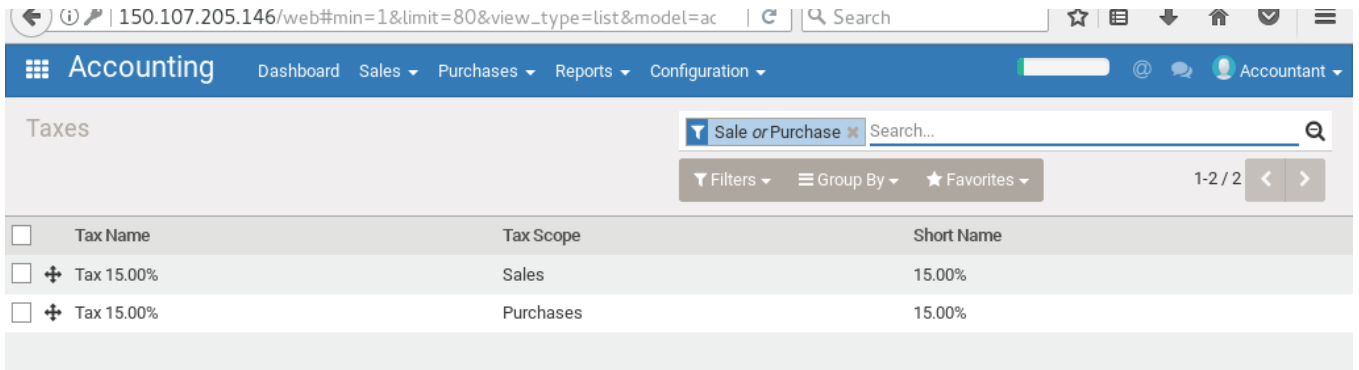 150.107.205.146/web#min=1&limit=80&view_type=list&model=ac Search
Accounting Dashboard Sales Purchases Reports Configuration @ Accountant
Taxes Sale or Purchase Search...
Filters Group By Favorites 1-2 / 2
Tax Name Tax Scope Short Name
Tax 15.00% Sales 15.00%
Tax 15.00% Purchases 15.00%